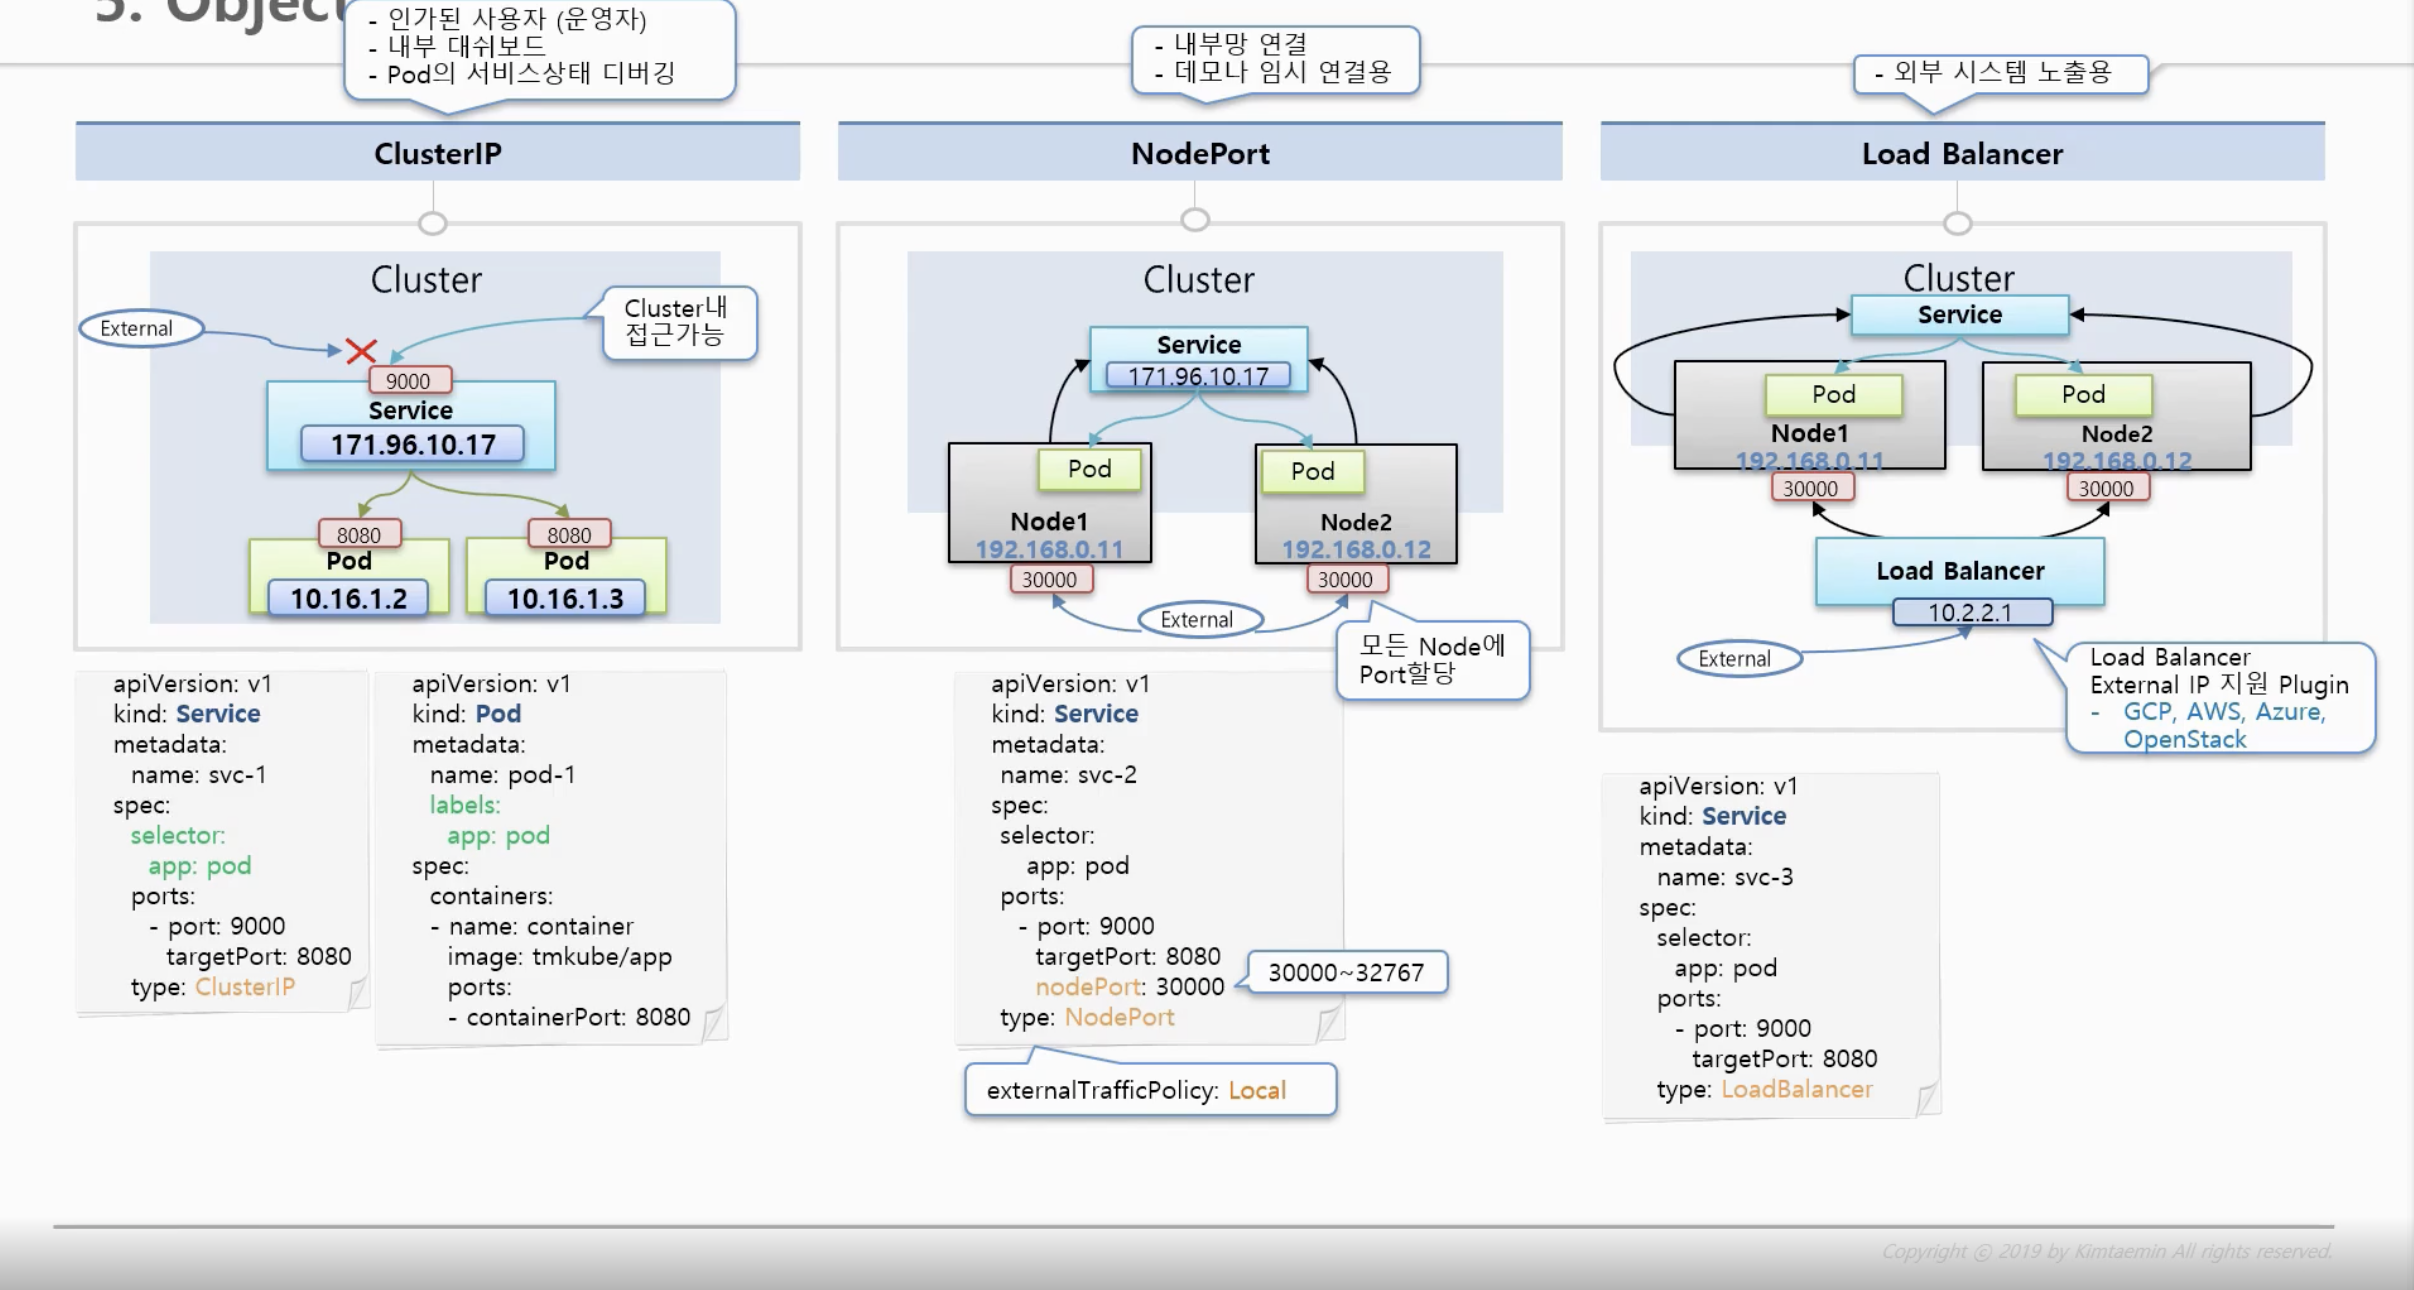 5. Object
- 인가된 사용자 (운영자)
- 내부 대쉬보드
- Pod의 서비스상태 디버깅
ClusterIP
Cluster
External
Cluster내
접근가능
9000
Service
171.96.10.17
8080
8080
Pod
Pod
10.16.1.2
10.16.1.3
apiVersion: v1
kind: Service
metadata:
name: svc-1
spec:
selector:
app: pod
ports:
- port: 9000
targetPort: 8080
type: ClusterIP
apiVersion: v1
kind: Pod
metadata:
name: pod-1
labels:
app: pod
spec:
containers:
- name: container
image: tmkube/app
ports:
- containerPort: 8080
- 내부망 연결
- 데모나 임시 연결용
NodePort
Cluster
Service
171.96.10.17
Pod
Pod
Node1
Node2
192.168.0.11
192.168.0.12
30000
30000
External
모든 Node에
Port할당
apiVersion: v1
kind: Service
metadata:
name: svc-2
spec:
selector:
app: pod
ports:
- port: 9000
targetPort: 8080
nodePort: 30000
30000~32767
type: NodePort
externalTrafficPolicy: Local
- 외부 시스템 노출용
Load Balancer
Cluster
Service
Pod
Pod
Node1
Node2
192.168.0.11
192.168.0.12
30000
30000
Load Balancer
10.2.2.1
External
Load Balancer
External IP 지원 Plugin
- GCP, AWS, Azure,
OpenStack
apiVersion: v1
kind: Service
metadata:
name: svc-3
spec:
selector:
app: pod
ports:
- port: 9000
targetPort: 8080
type: LoadBalancer
Copyright ⓒ 2019 by Kimtaemin All rights reserved.